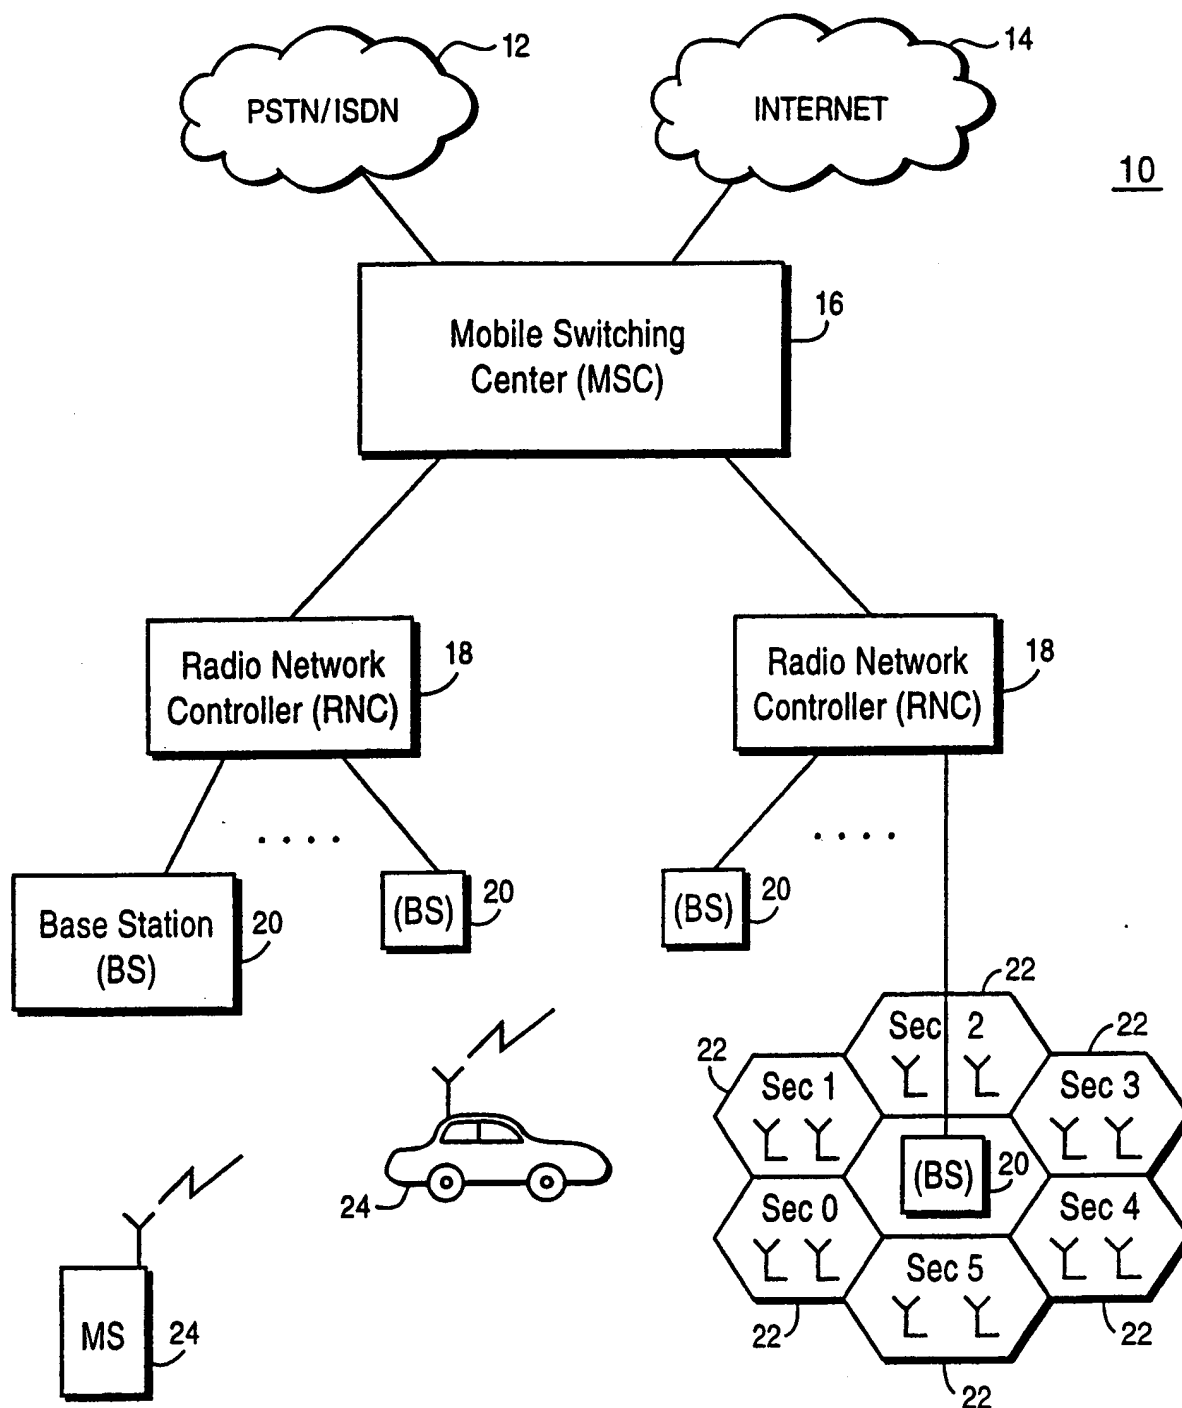 12
PSTN/ISDN
14
INTERNET
10
Mobile Switching
Center (MSC)
16
Radio Network
Controller (RNC)
18
Radio Network
Controller (RNC)
18
. . . .
. . . .
Base Station
(BS)
20
(BS)
20
(BS)
20
22
Sec 2
22
Sec 1
22
Sec 3
(BS)
20
Sec 0
22
Sec 4
22
Sec 5
22
24
MS
24